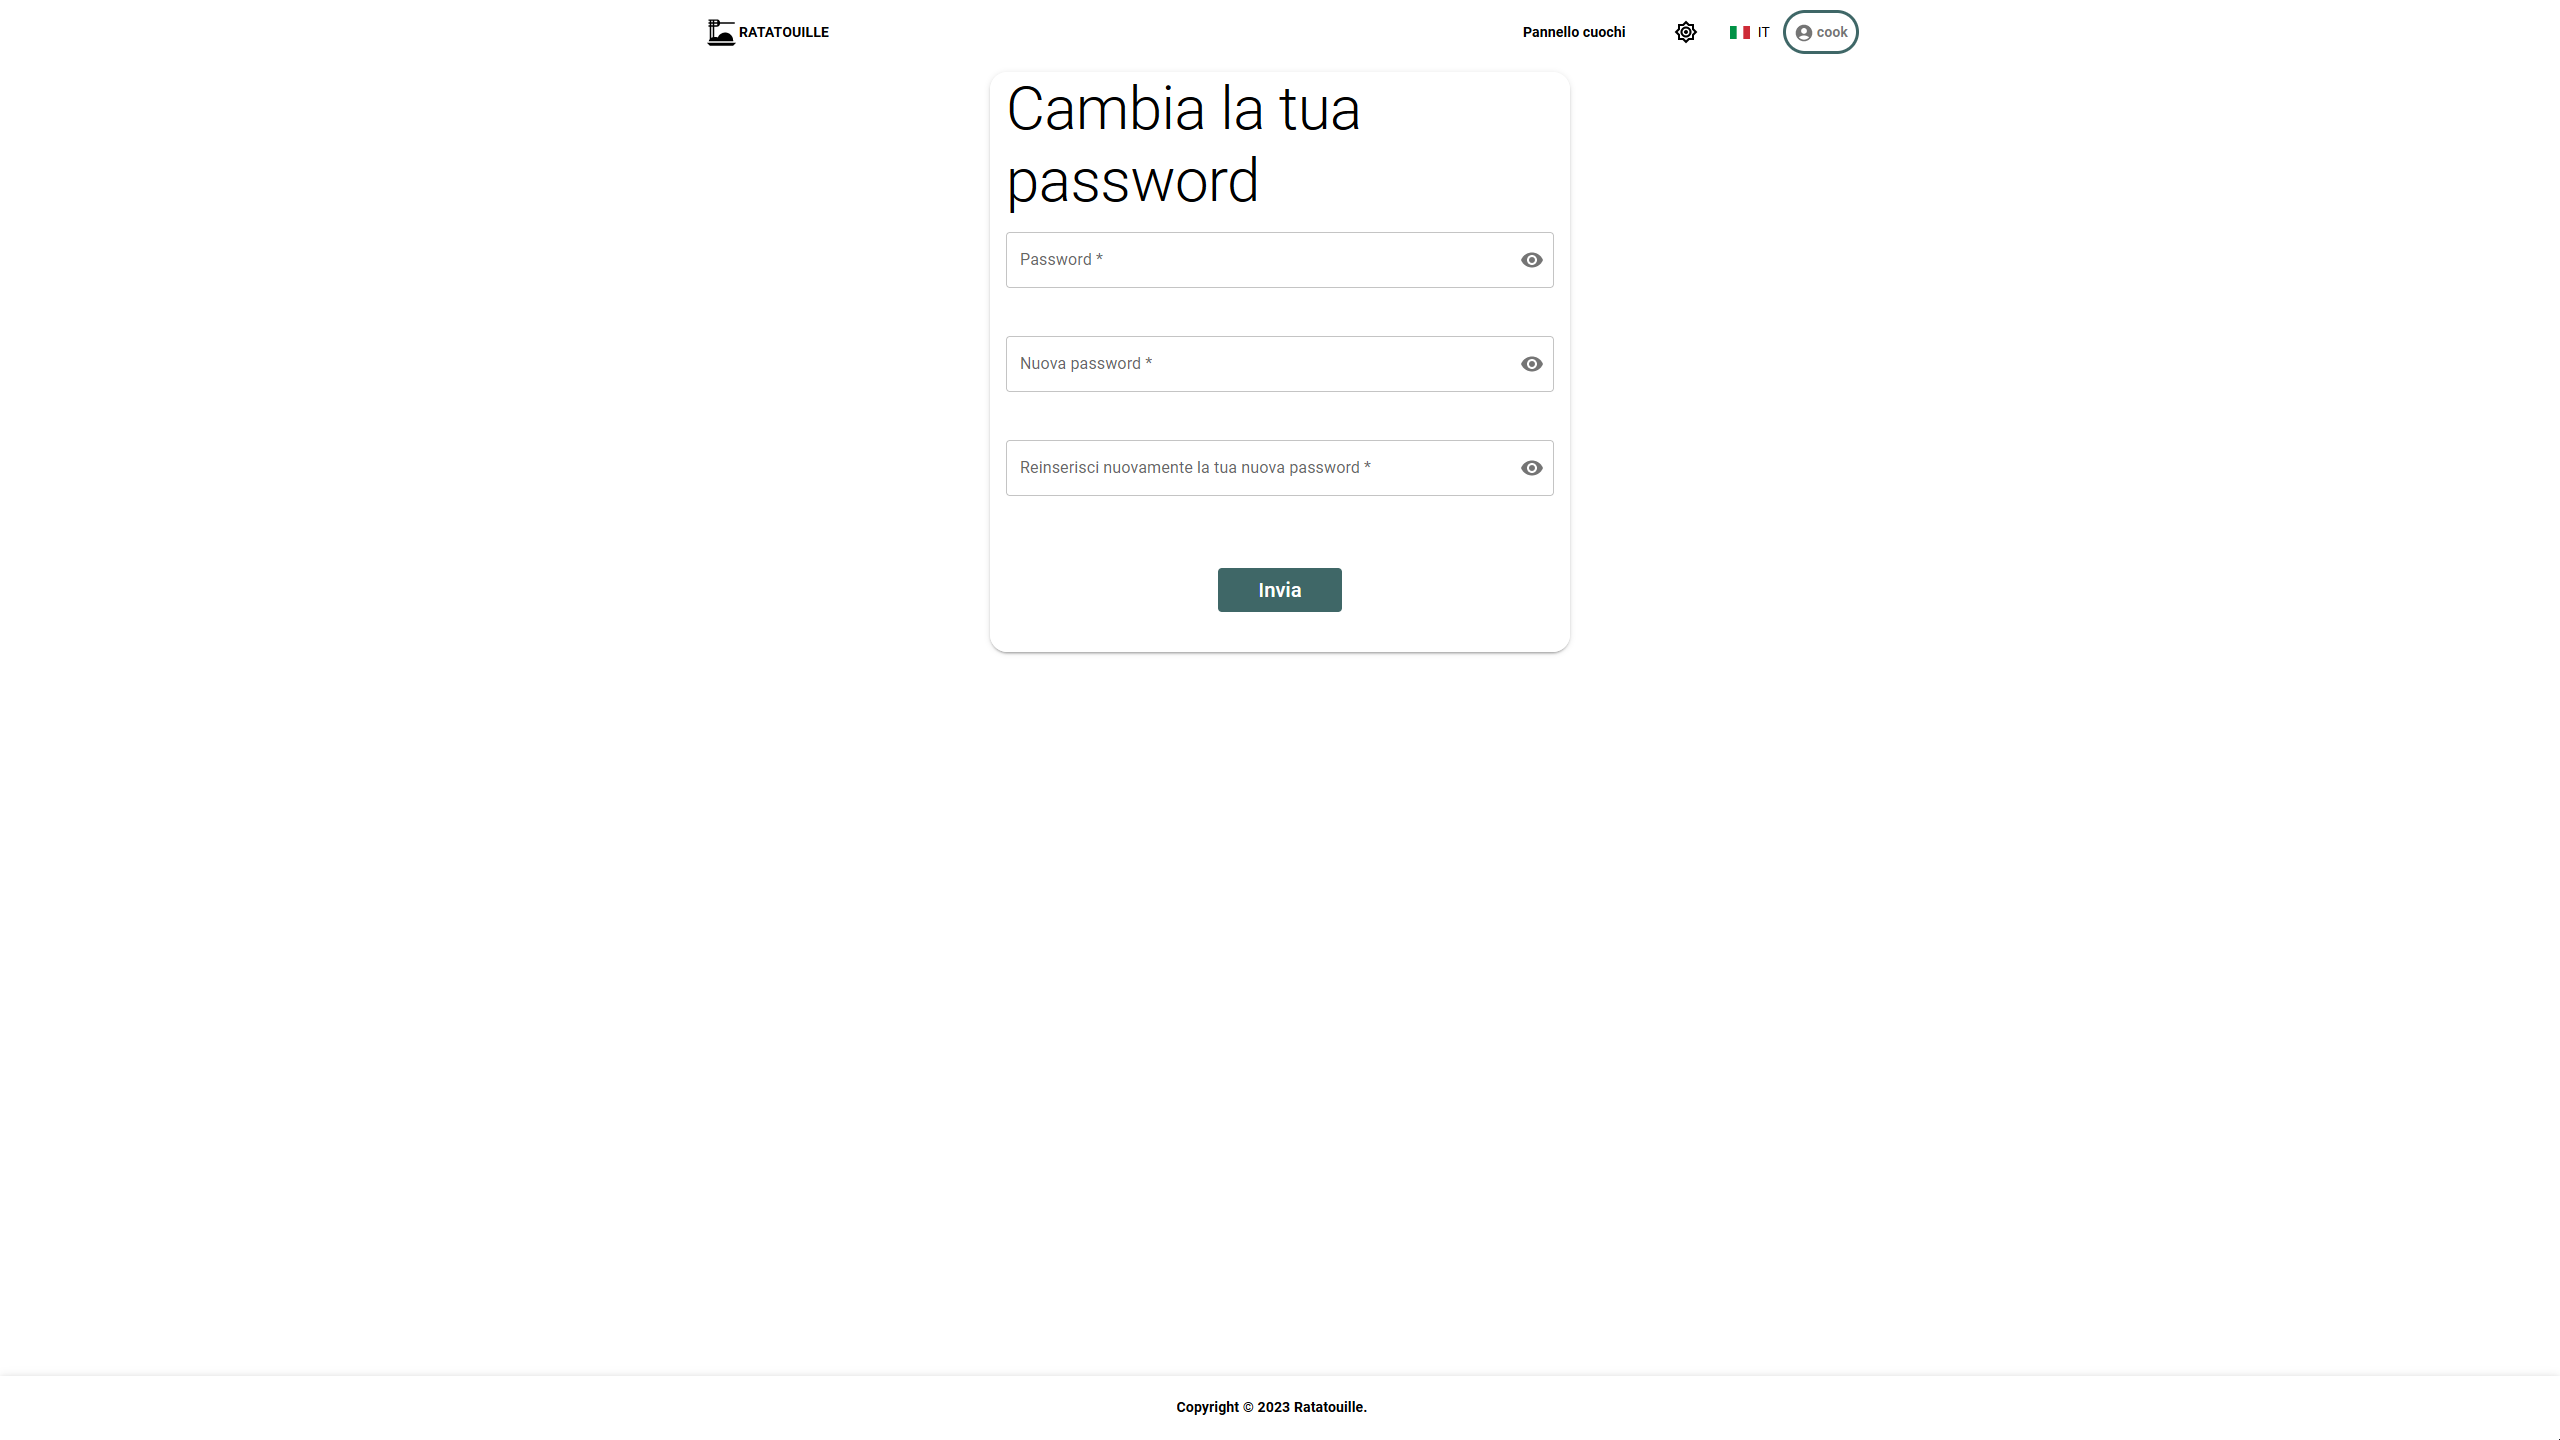 RATATOUILLE
Pannello cuochi
IT
cook
Cambia la tua
password
Password *
Nuova password *
Reinserisci nuovamente la tua nuova password *
Invia
Copyright © 2023 Ratatouille.